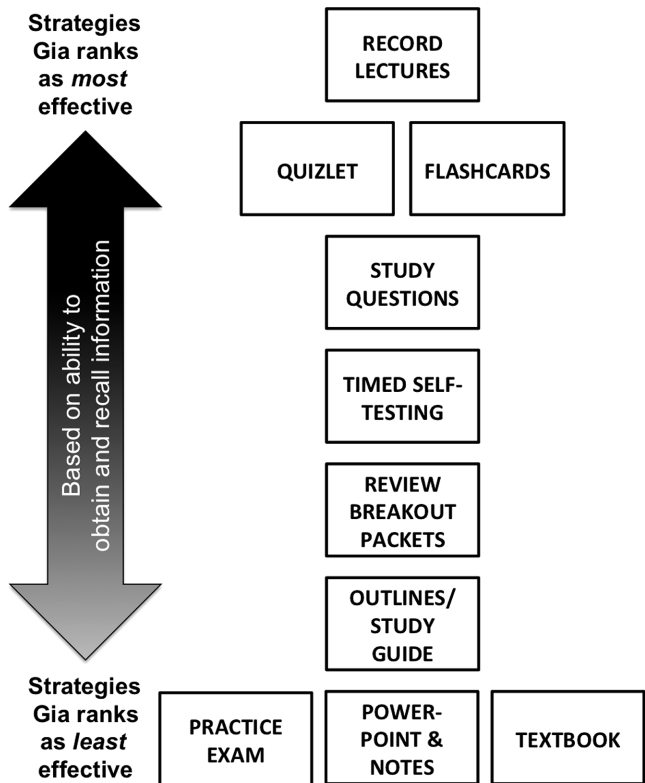 Strategies
Gia ranks
as most
effective
RECORD
LECTURES
QUIZLET
FLASHCARDS
STUDY
QUESTIONS
Based on ability to
obtain and recall information
TIMED SELF-
TESTING
REVIEW
BREAKOUT
PACKETS
OUTLINES/
STUDY
GUIDE
Strategies
Gia ranks
as least
effective
PRACTICE
EXAM
POWER-
POINT &
NOTES
TEXTBOOK